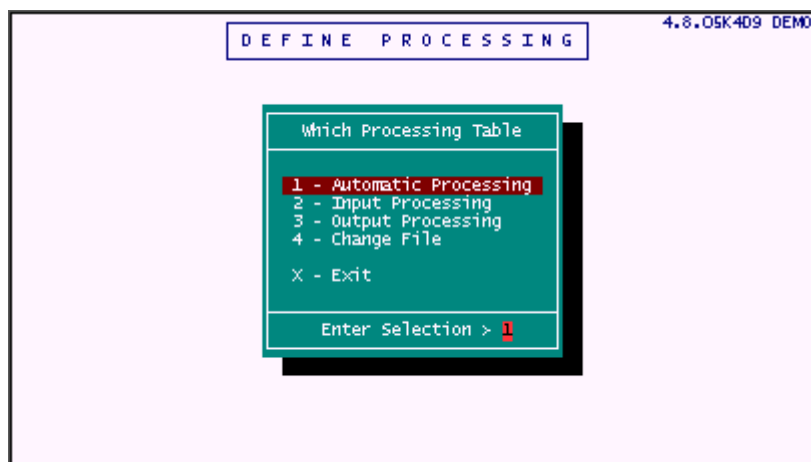 4.8.05K4D9 DEMO
D E F I N E   P R O C E S S I N G
Which Processing Table
1 - Automatic Processing
2 - Input Processing
3 - Output Processing
4 - Change File
X - Exit
Enter Selection > 1